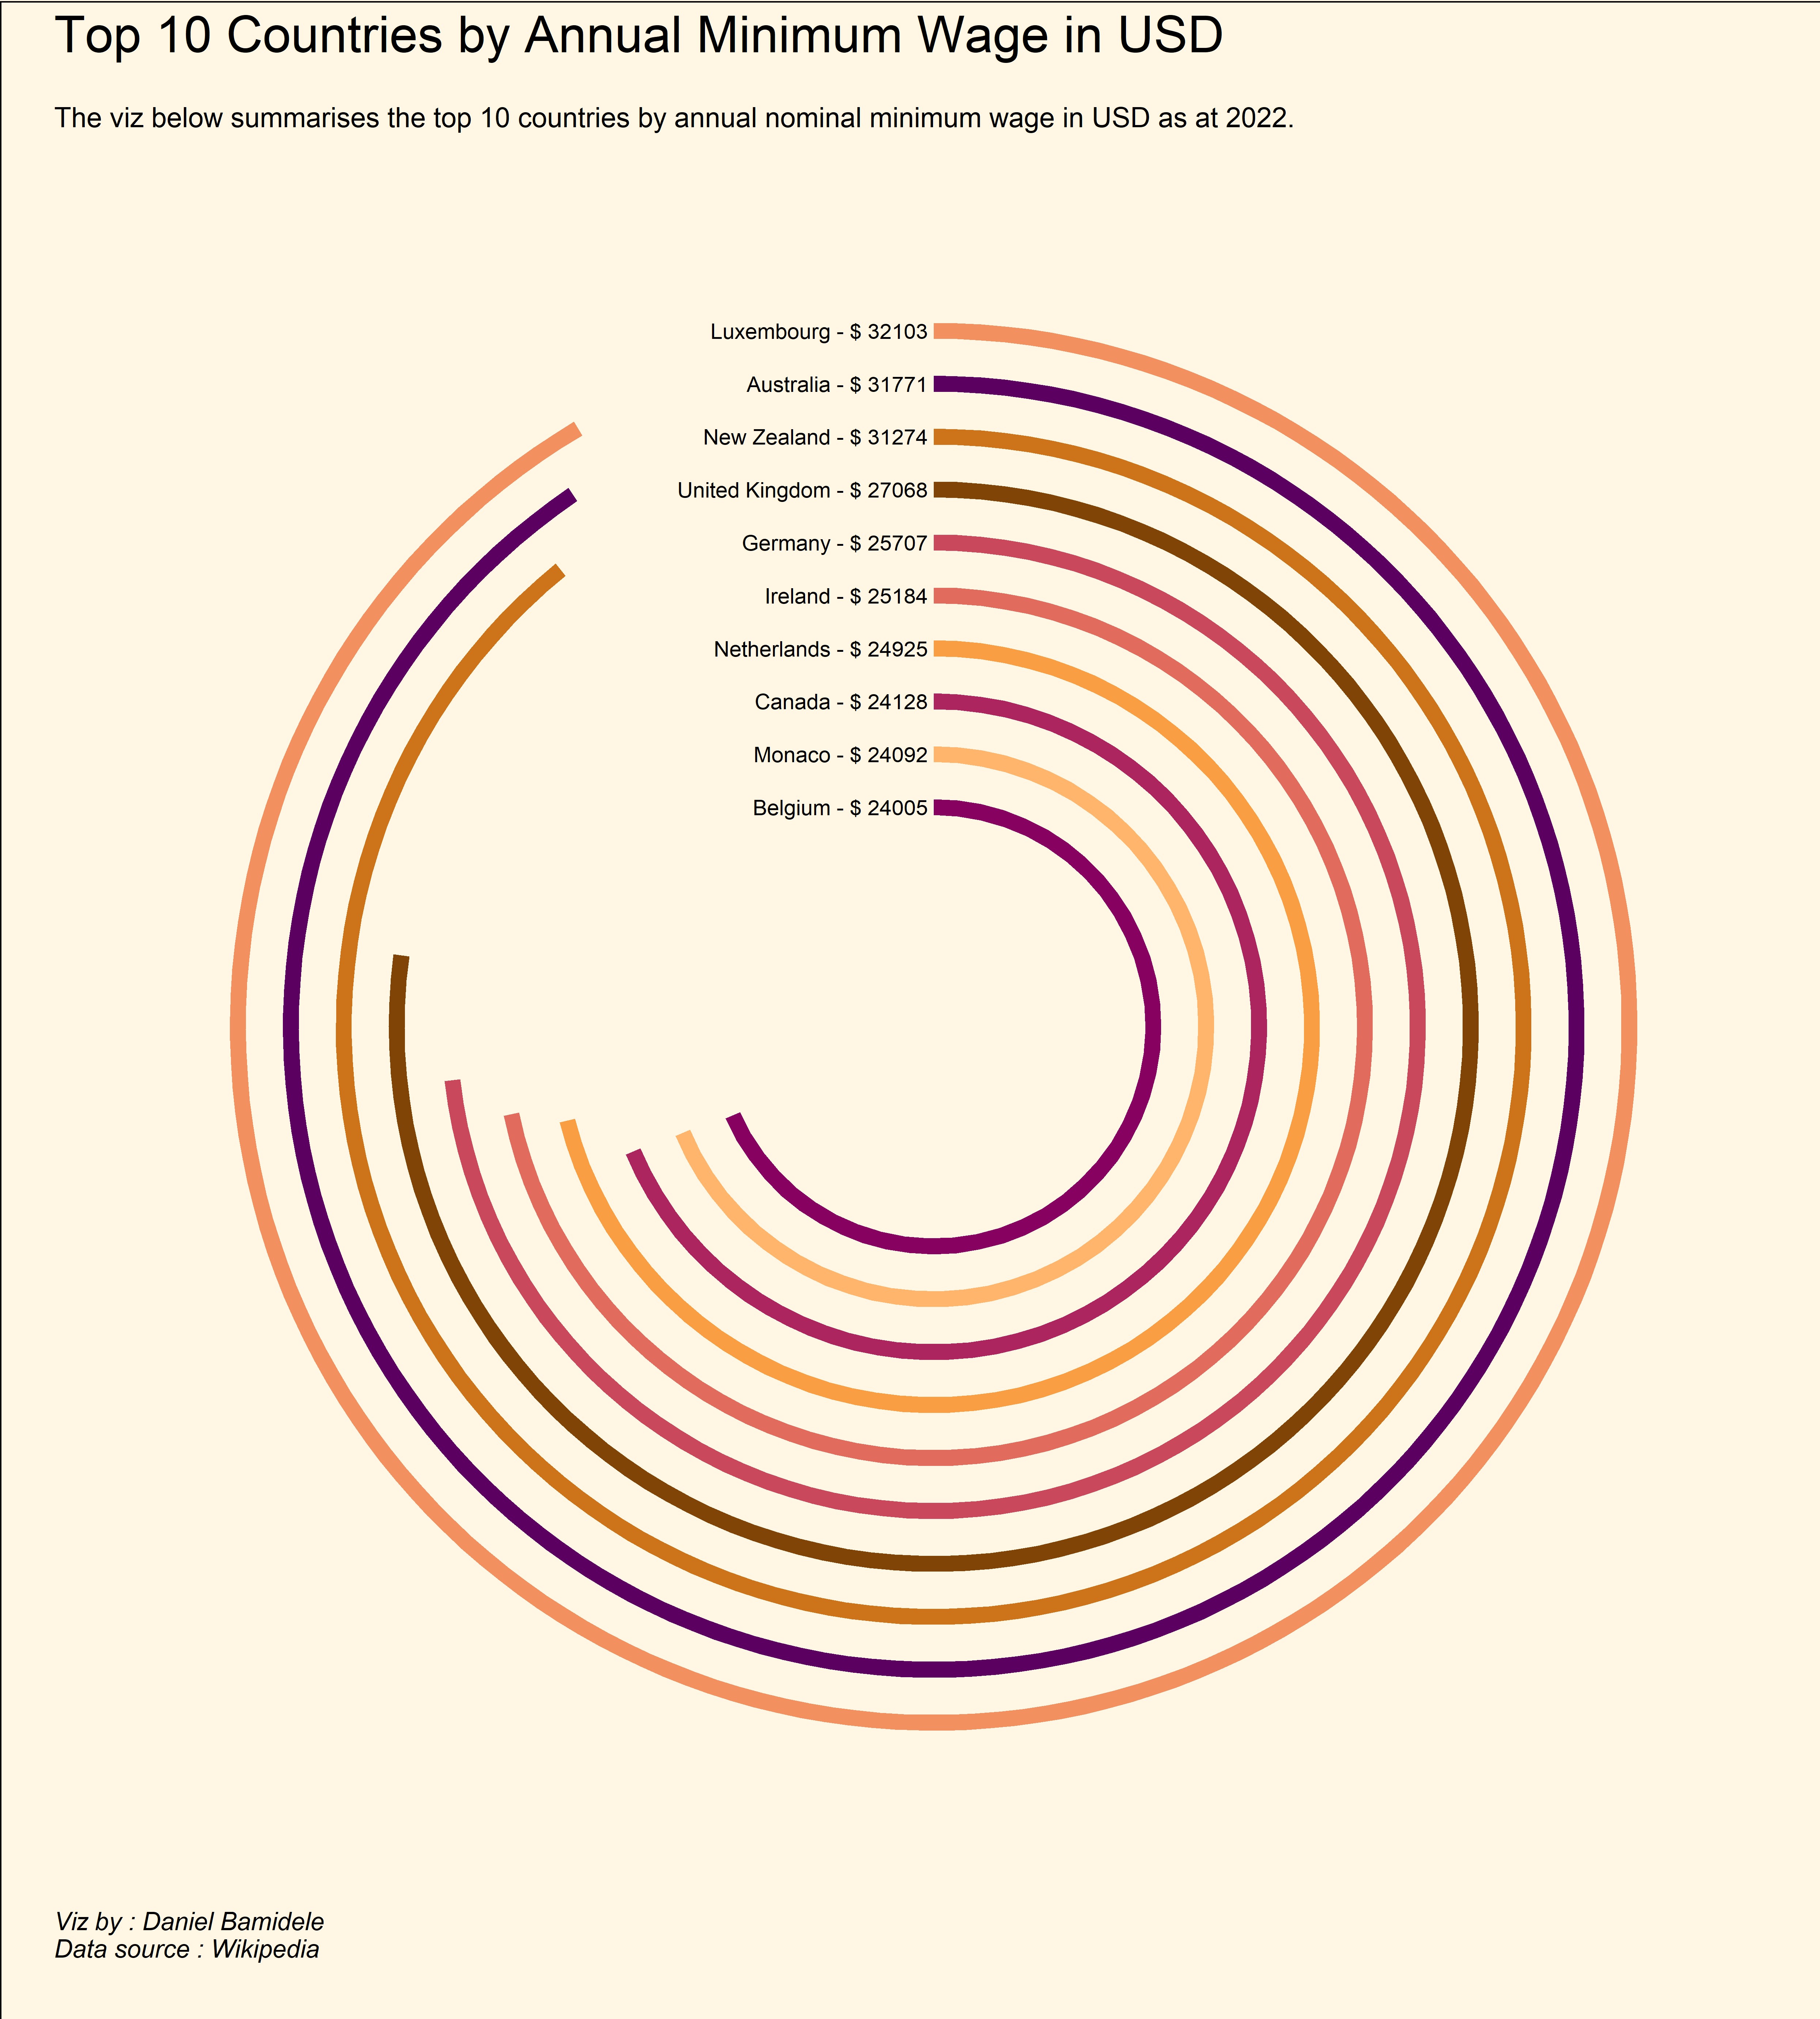 Top 10 Countries by Annual Minimum Wage in USD
The viz below summarises the top 10 countries by annual nominal minimum wage in USD as at 2022.
Luxembourg - $ 32103
Australia - $ 31771
New Zealand - $ 31274
United Kingdom - $ 27068
Germany - $ 25707
Ireland - $ 25184
Netherlands - $ 24925
Canada - $ 24128
Monaco - $ 24092
Belgium - $ 24005
Viz by : Daniel Bamidele
Data source : Wikipedia